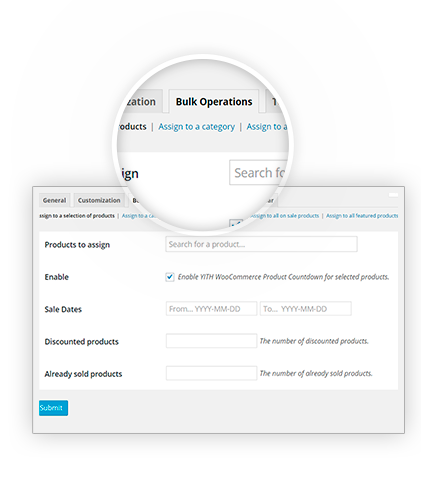 ization Bulk Operations T
roducts | Assign to a category | Assign to a
ign Search fo
General Customization
ssign to a selection of products | Assign to a ca Assign to all on sale products | Assign to all featured products
Products to assign Search for a product...
Enable Enable YITH WooCommerce Product Countdown for selected products.
Sale Dates From... YYYY-MM-DD To... YYYY-MM-DD
Discounted products The number of discounted products.
Already sold products The number of already sold products.
Submit